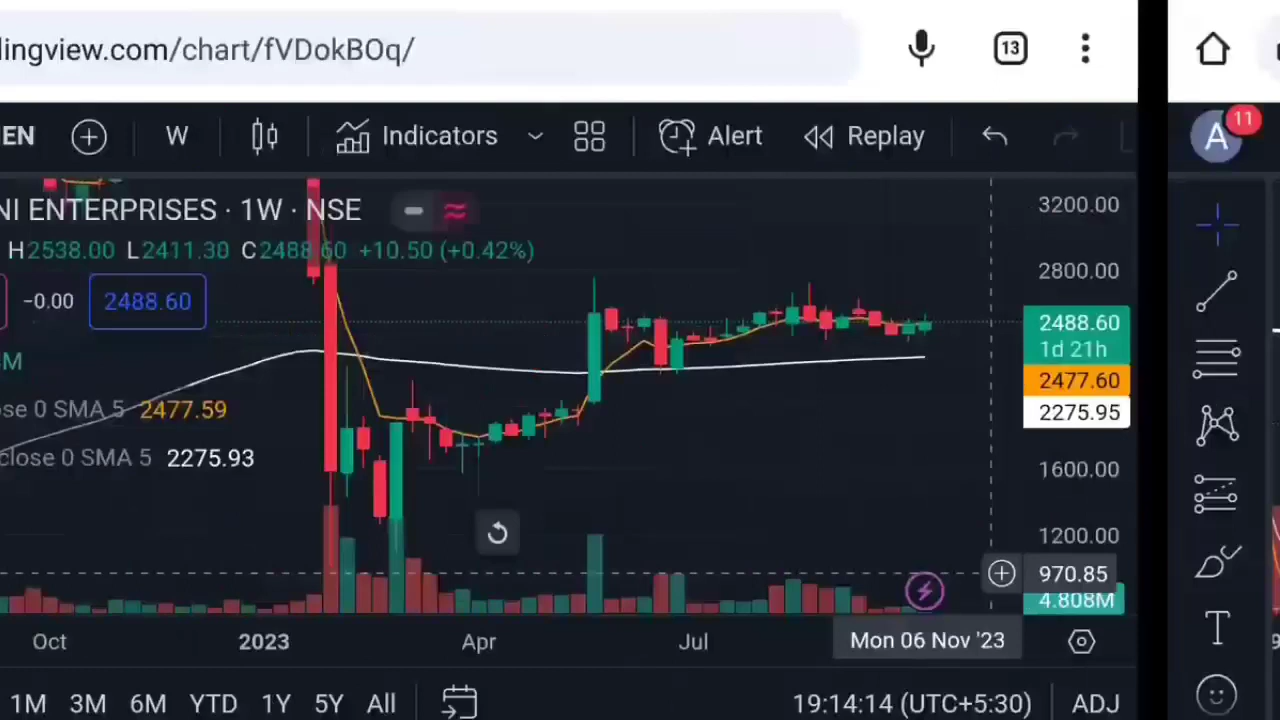 lingview.com/chart/fVDokBOq/
13
EN
W
Indicators
Alert
Replay
A
11
NI ENTERPRISES · 1W · NSE
H2538.00 L2411.30 C2488.60 +10.50 (+0.42%)
−0.00
2488.60
M
ose 0 SMA 5 2477.59
close 0 SMA 5 2275.93
3200.00
2800.00
2488.60
1d 21h
2477.60
2275.95
1600.00
1200.00
970.85
4.808M
Oct
2023
Apr
Jul
Mon 06 Nov '23
1M 3M 6M YTD 1Y 5Y All
19:14:14 (UTC+5:30)
ADJ
T